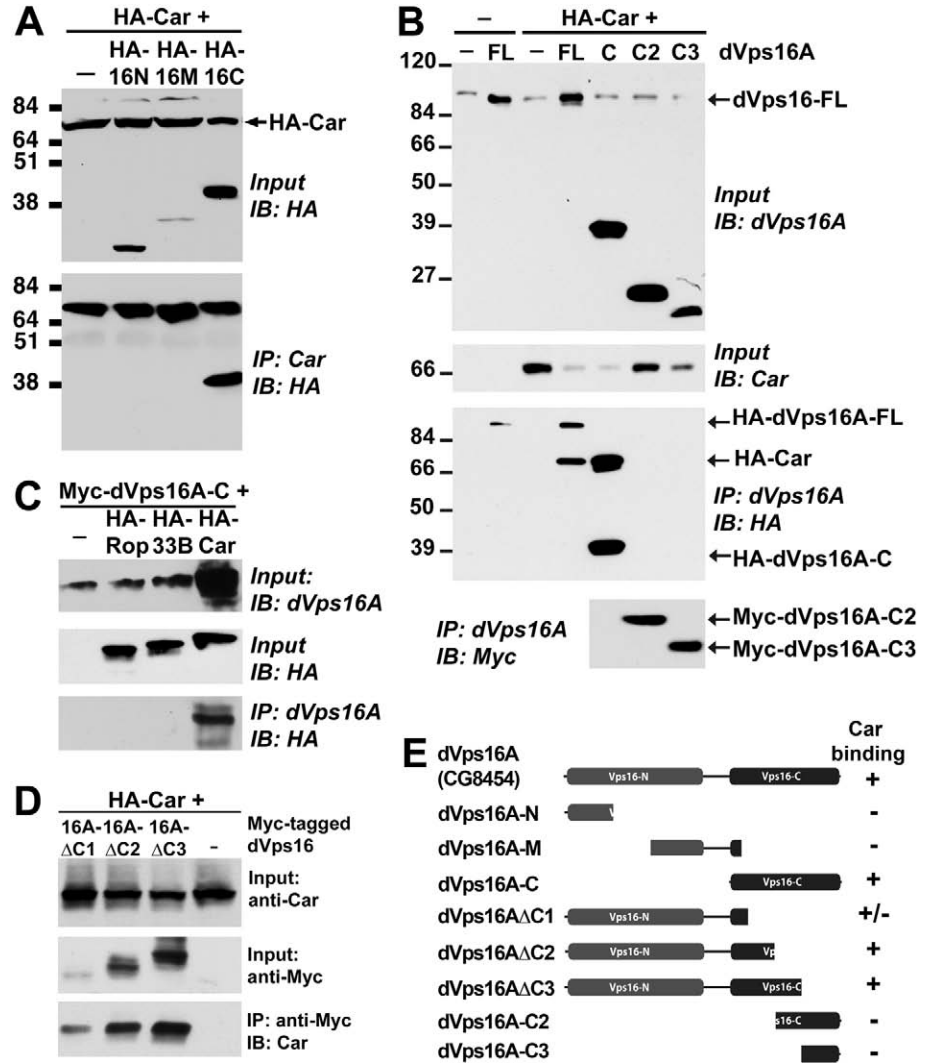 A
HA-Car +
HA- HA- HA-
– 16N 16M 16C
84
64
51
38
HA-Car
Input
IB: HA
84
64
51
38
IP: Car
IB: HA
B
– HA-Car +
– FL – FL C C2 C3 dVps16A
120
84
66
50
39
27
dVps16-FL
Input
IB: dVps16A
66
Input
IB: Car
84
66
50
39
HA-dVps16A-FL
HA-Car
IP: dVps16A
IB: HA
HA-dVps16A-C
IP: dVps16A
IB: Myc
Myc-dVps16A-C2
Myc-dVps16A-C3
C
Myc-dVps16A-C +
HA- HA- HA-
– Rop 33B Car
Input:
IB: dVps16A
Input
IB: HA
IP: dVps16A
IB: HA
D
HA-Car +
16A- 16A- 16A- Myc-tagged
ΔC1 ΔC2 ΔC3 - dVps16
Input:
anti-Car
Input:
anti-Myc
IP: anti-Myc
IB: Car
E
Car
binding
dVps16A
(CG8454) Vps16-N Vps16-C +
dVps16A-N V -
dVps16A-M -
dVps16A-C Vps16-C +
dVps16AΔC1 Vps16-N +/-
dVps16AΔC2 Vps16-N Vp +
dVps16AΔC3 Vps16-N Vps16-C +
dVps16A-C2 s16-C -
dVps16A-C3 -